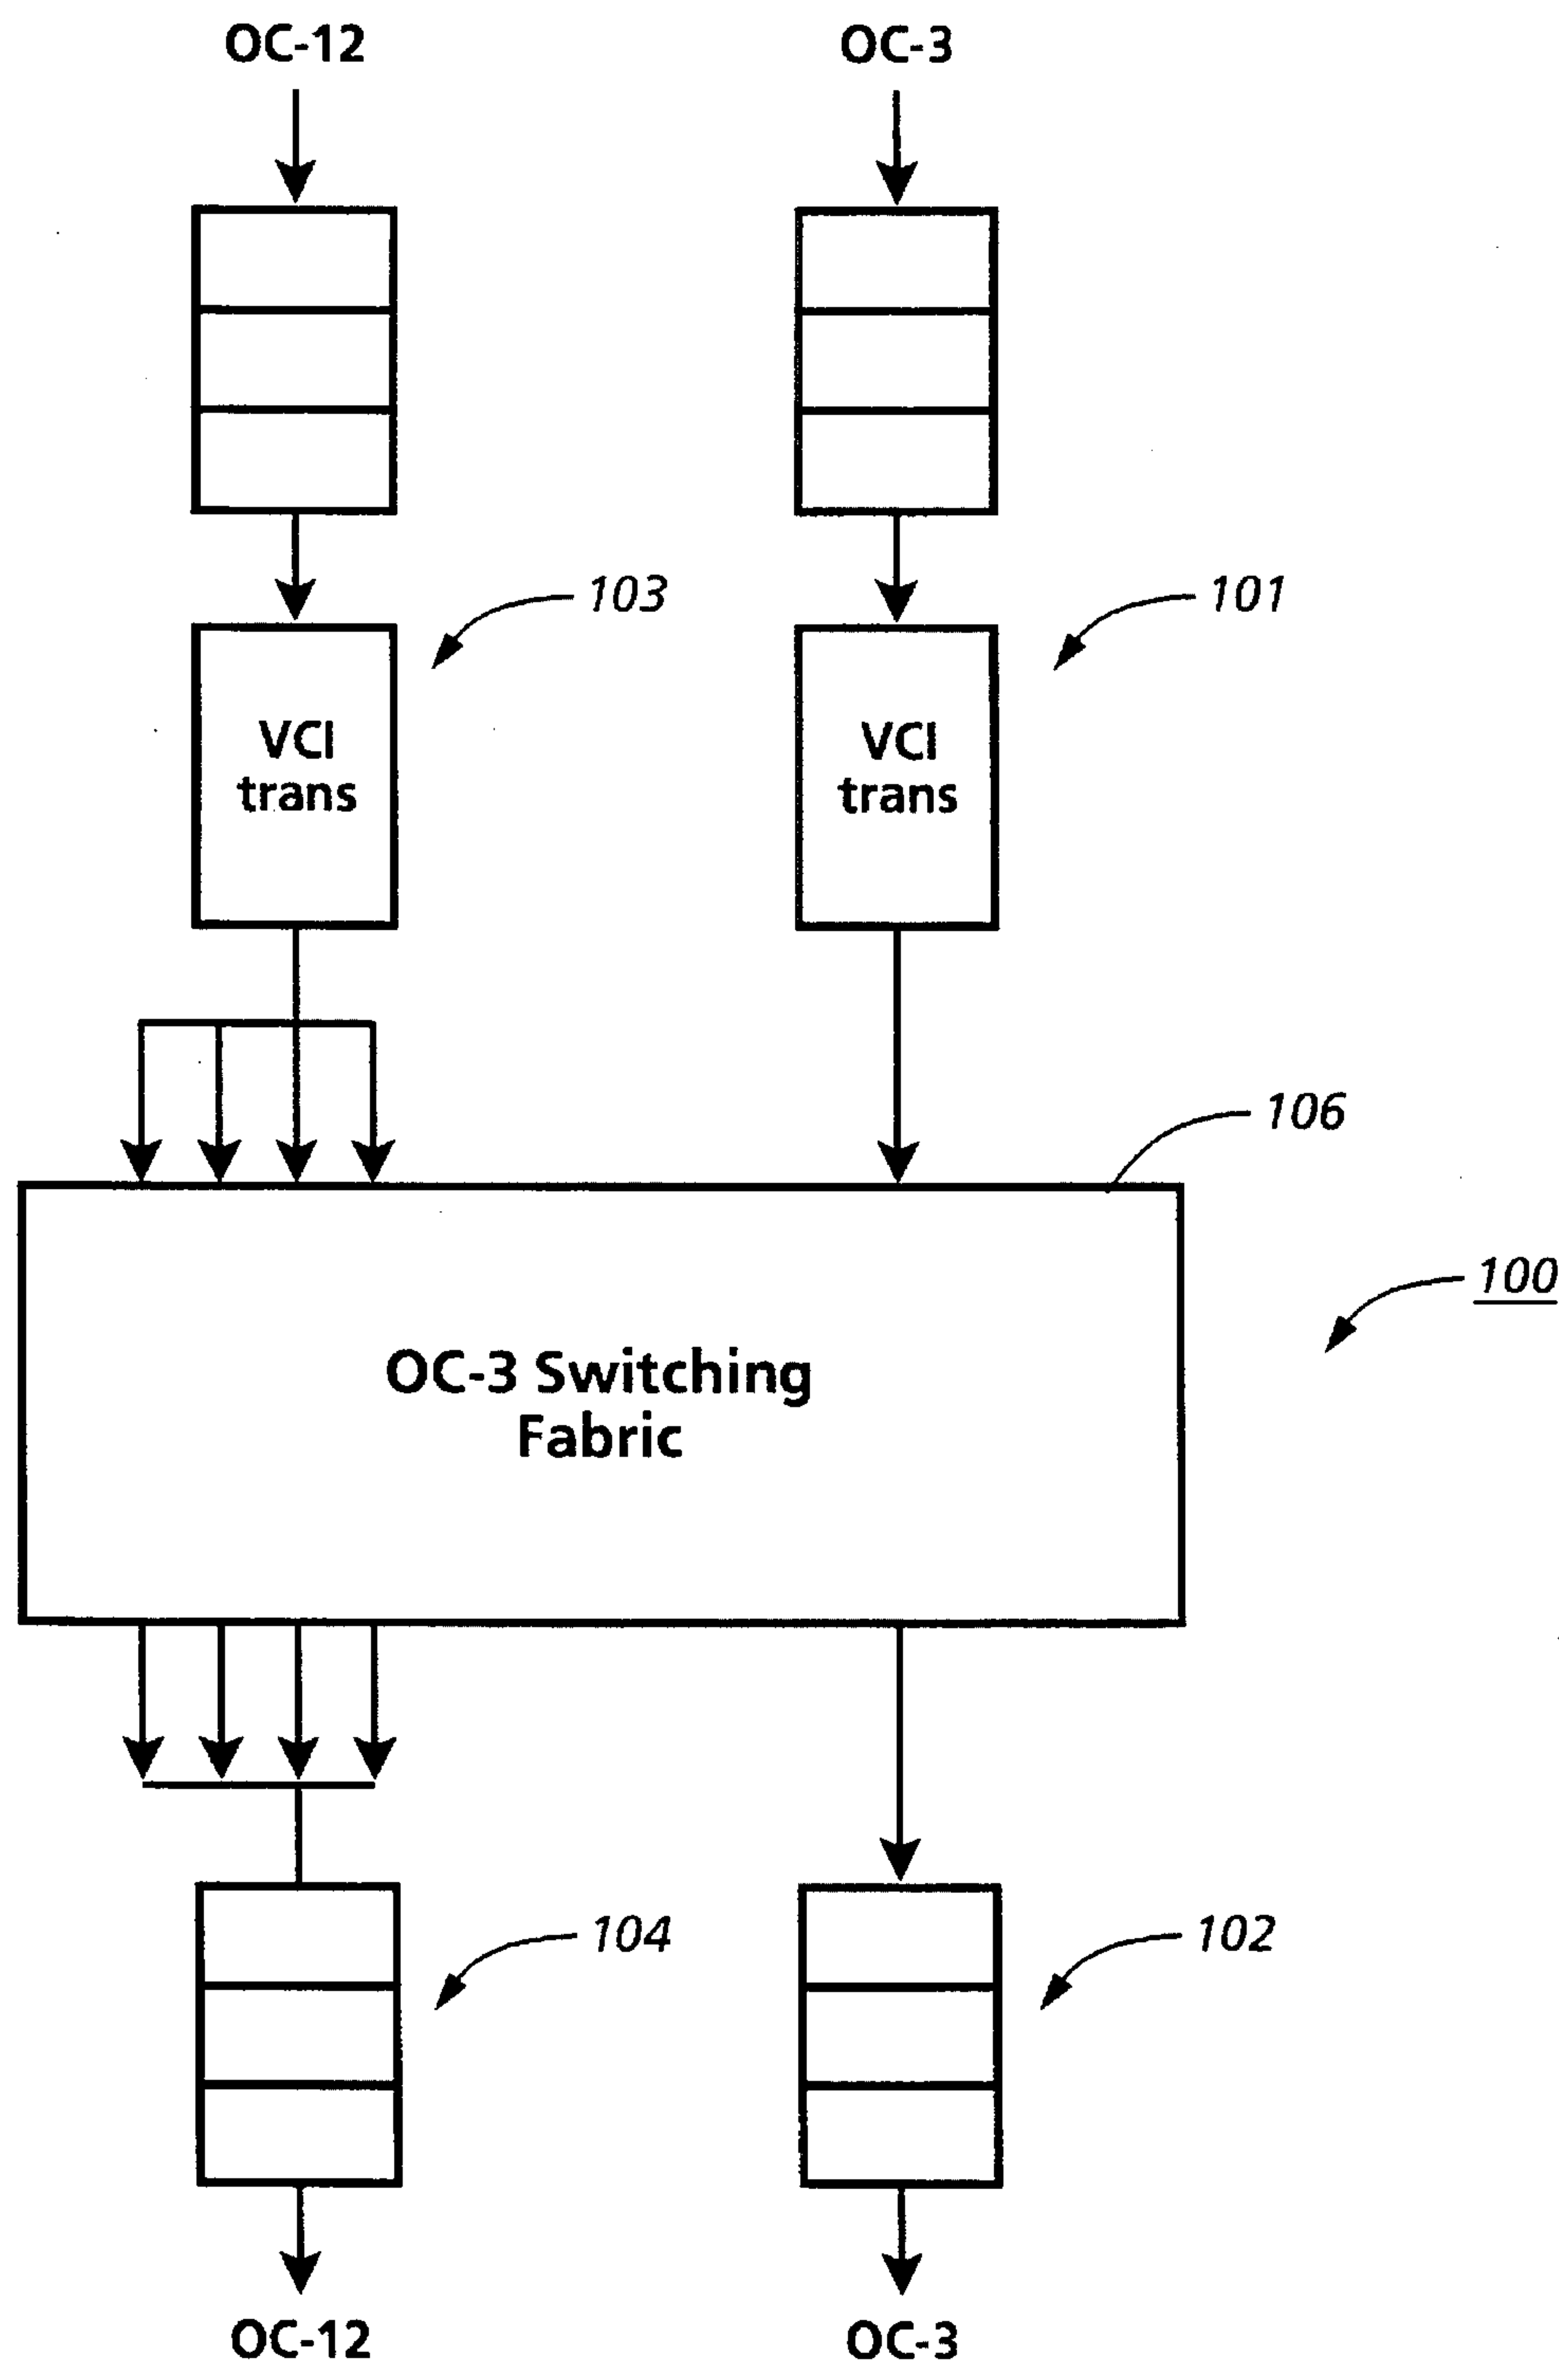 OC-12
OC-3
103
101
VCI
trans
VCI
trans
106
100
OC-3 Switching
Fabric
104
102
OC-12
OC-3